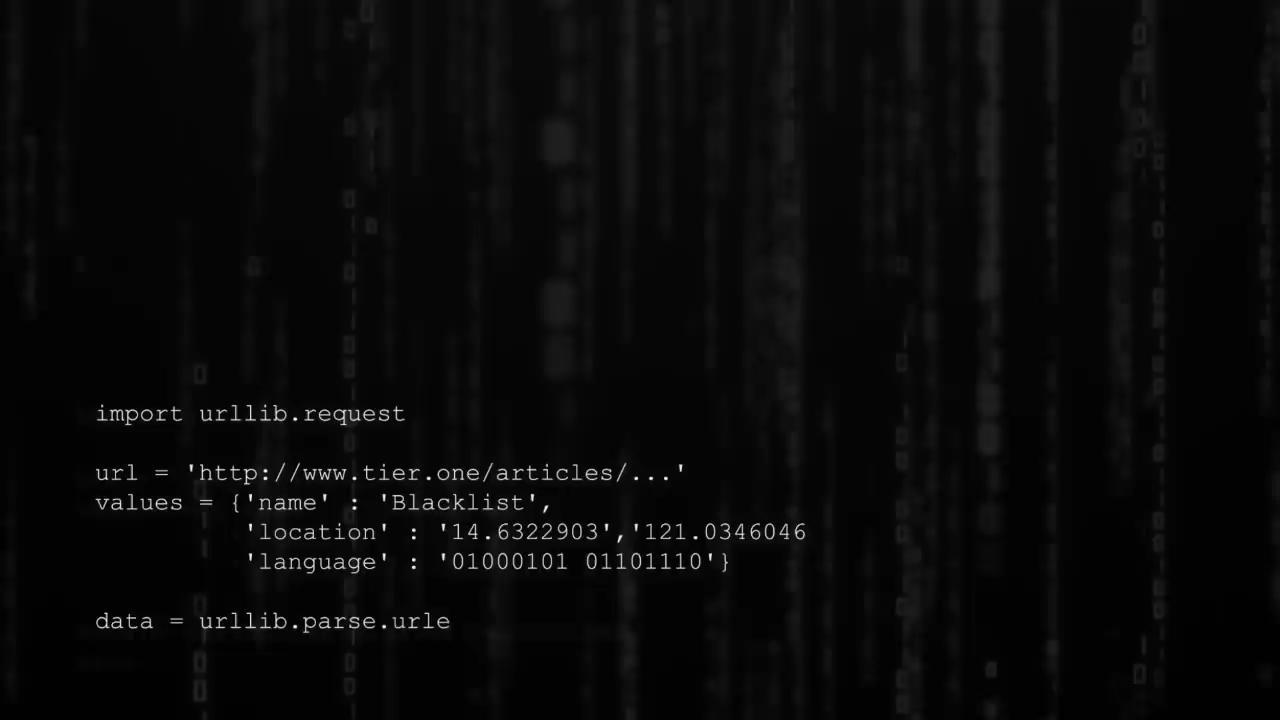 import urllib.request
url = 'http://www.tier.one/articles/...'
values = {'name' : 'Blacklist',
'location' : '14.6322903','121.0346046
'language' : '01000101 01101110'}
data = urllib.parse.urle